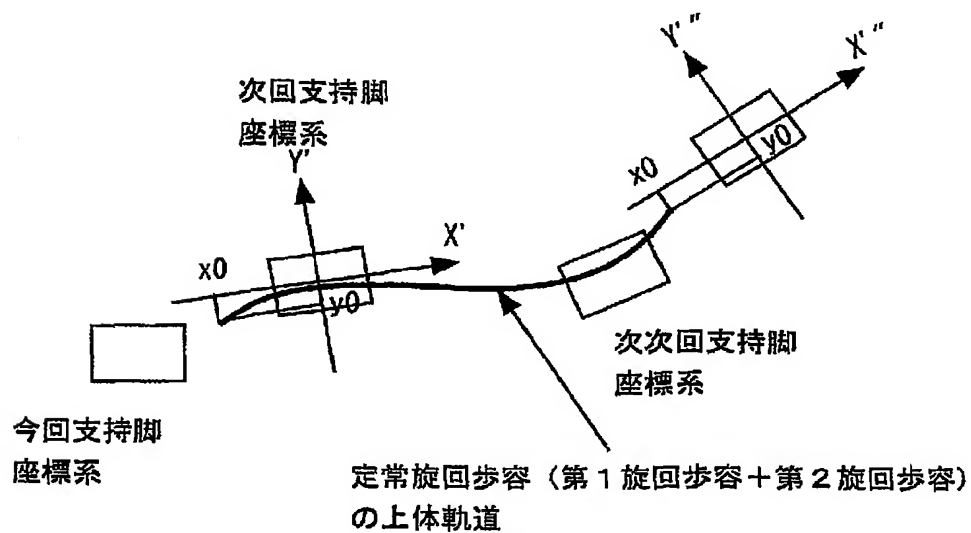 Y'''
X'''
次回支持脚
座標系
Y'
x0
y0
X'
x0
y0
次次回支持脚
座標系
今回支持脚
座標系
定常旋回歩容（第1旋回歩容＋第2旋回歩容）
の上体軌道